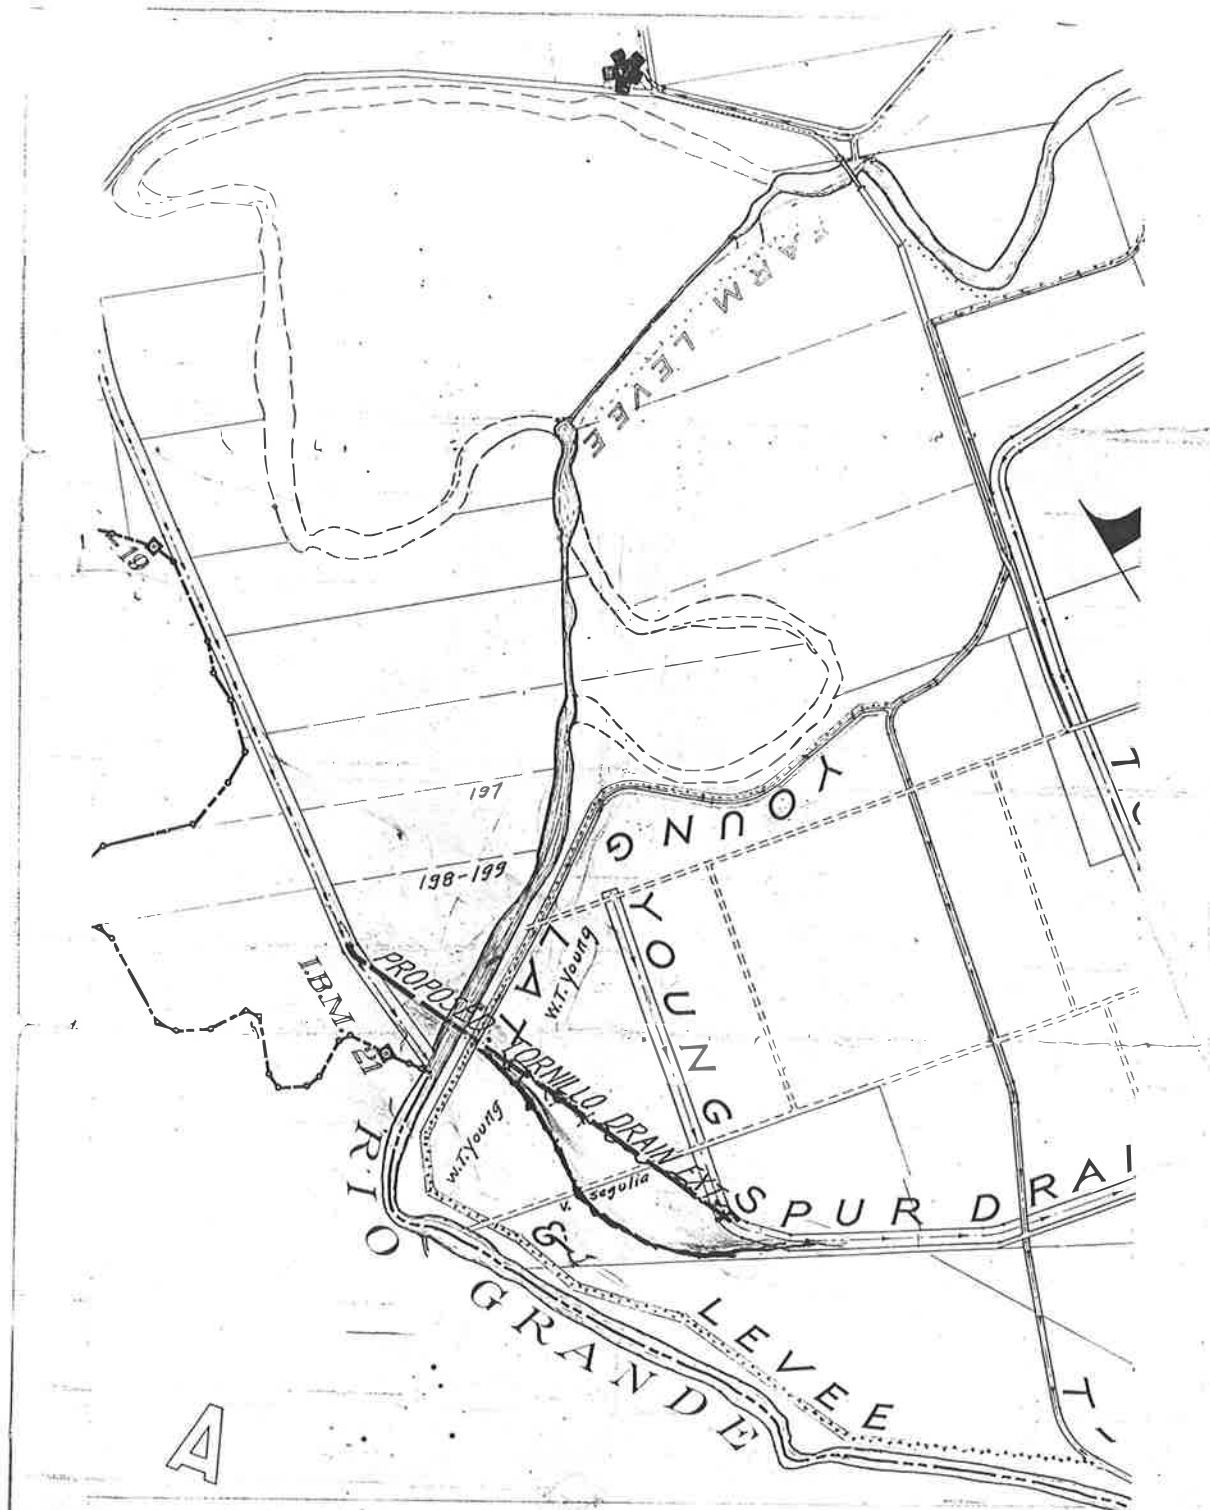 FARM LEVEE
19
197
198-199
YOUNG
LAT
YOUNG
W.T. Young
PROPOSED TORNILLO DRAIN EXT.
I.B.M. 21
W.T. Young
V. Segulia
SPUR DRAI
RIO GRANDE
LEVEE
T-
A